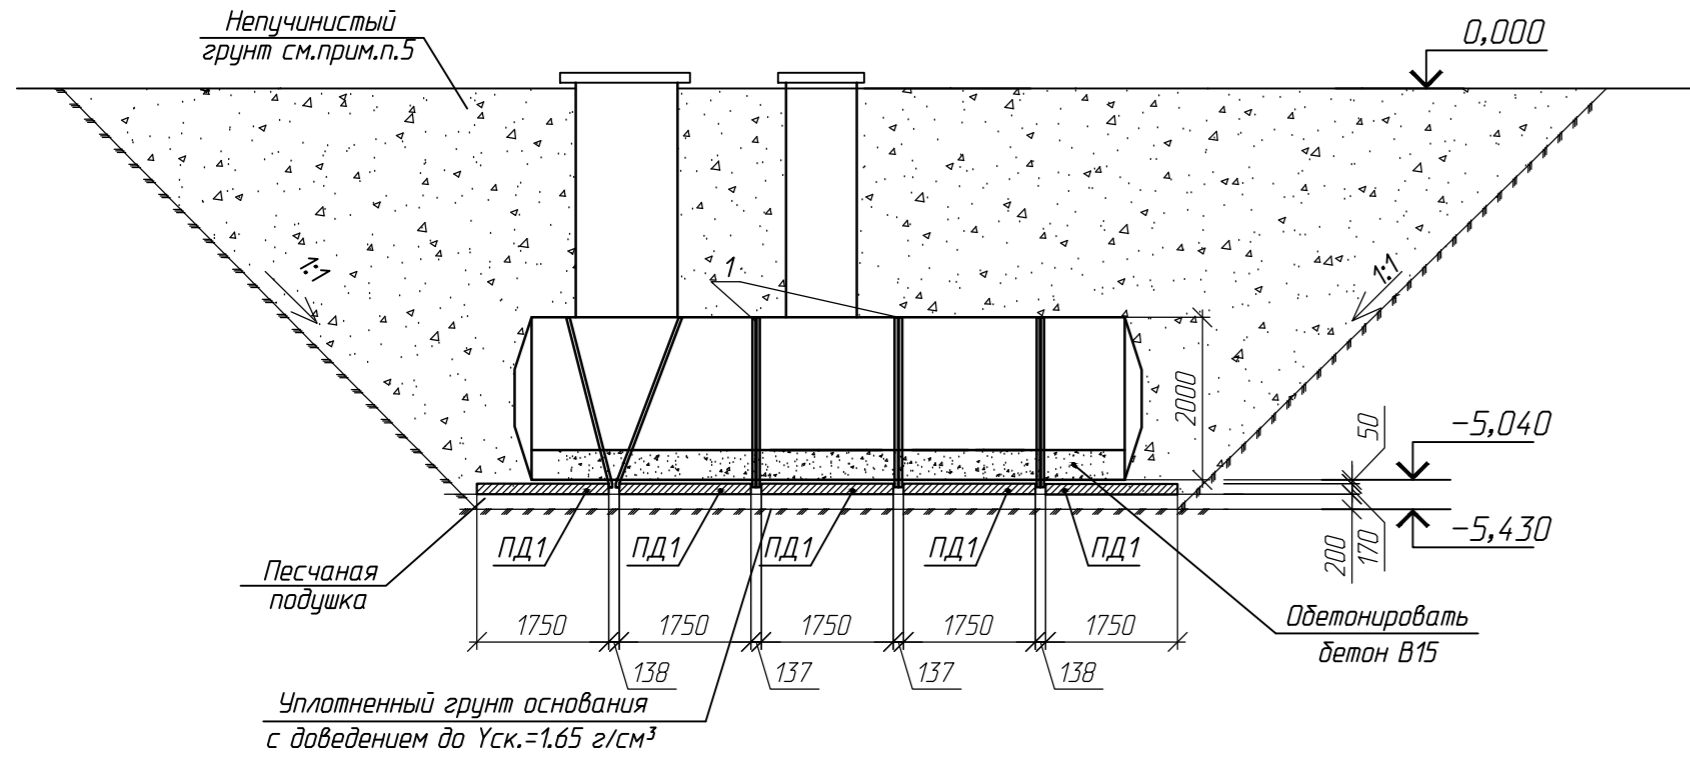 Непучинистый
грунт см.прим.п.5
0,000
1:1
1
1:1
2000
50
-5,040
-5,430
200
170
ПД1
ПД1
ПД1
ПД1
ПД1
Песчаная
подушка
Обетонировать
бетон В15
1750
1750
1750
1750
1750
138
137
137
138
Уплотненный грунт основания
с доведением до Yск.=1.65 г/см³